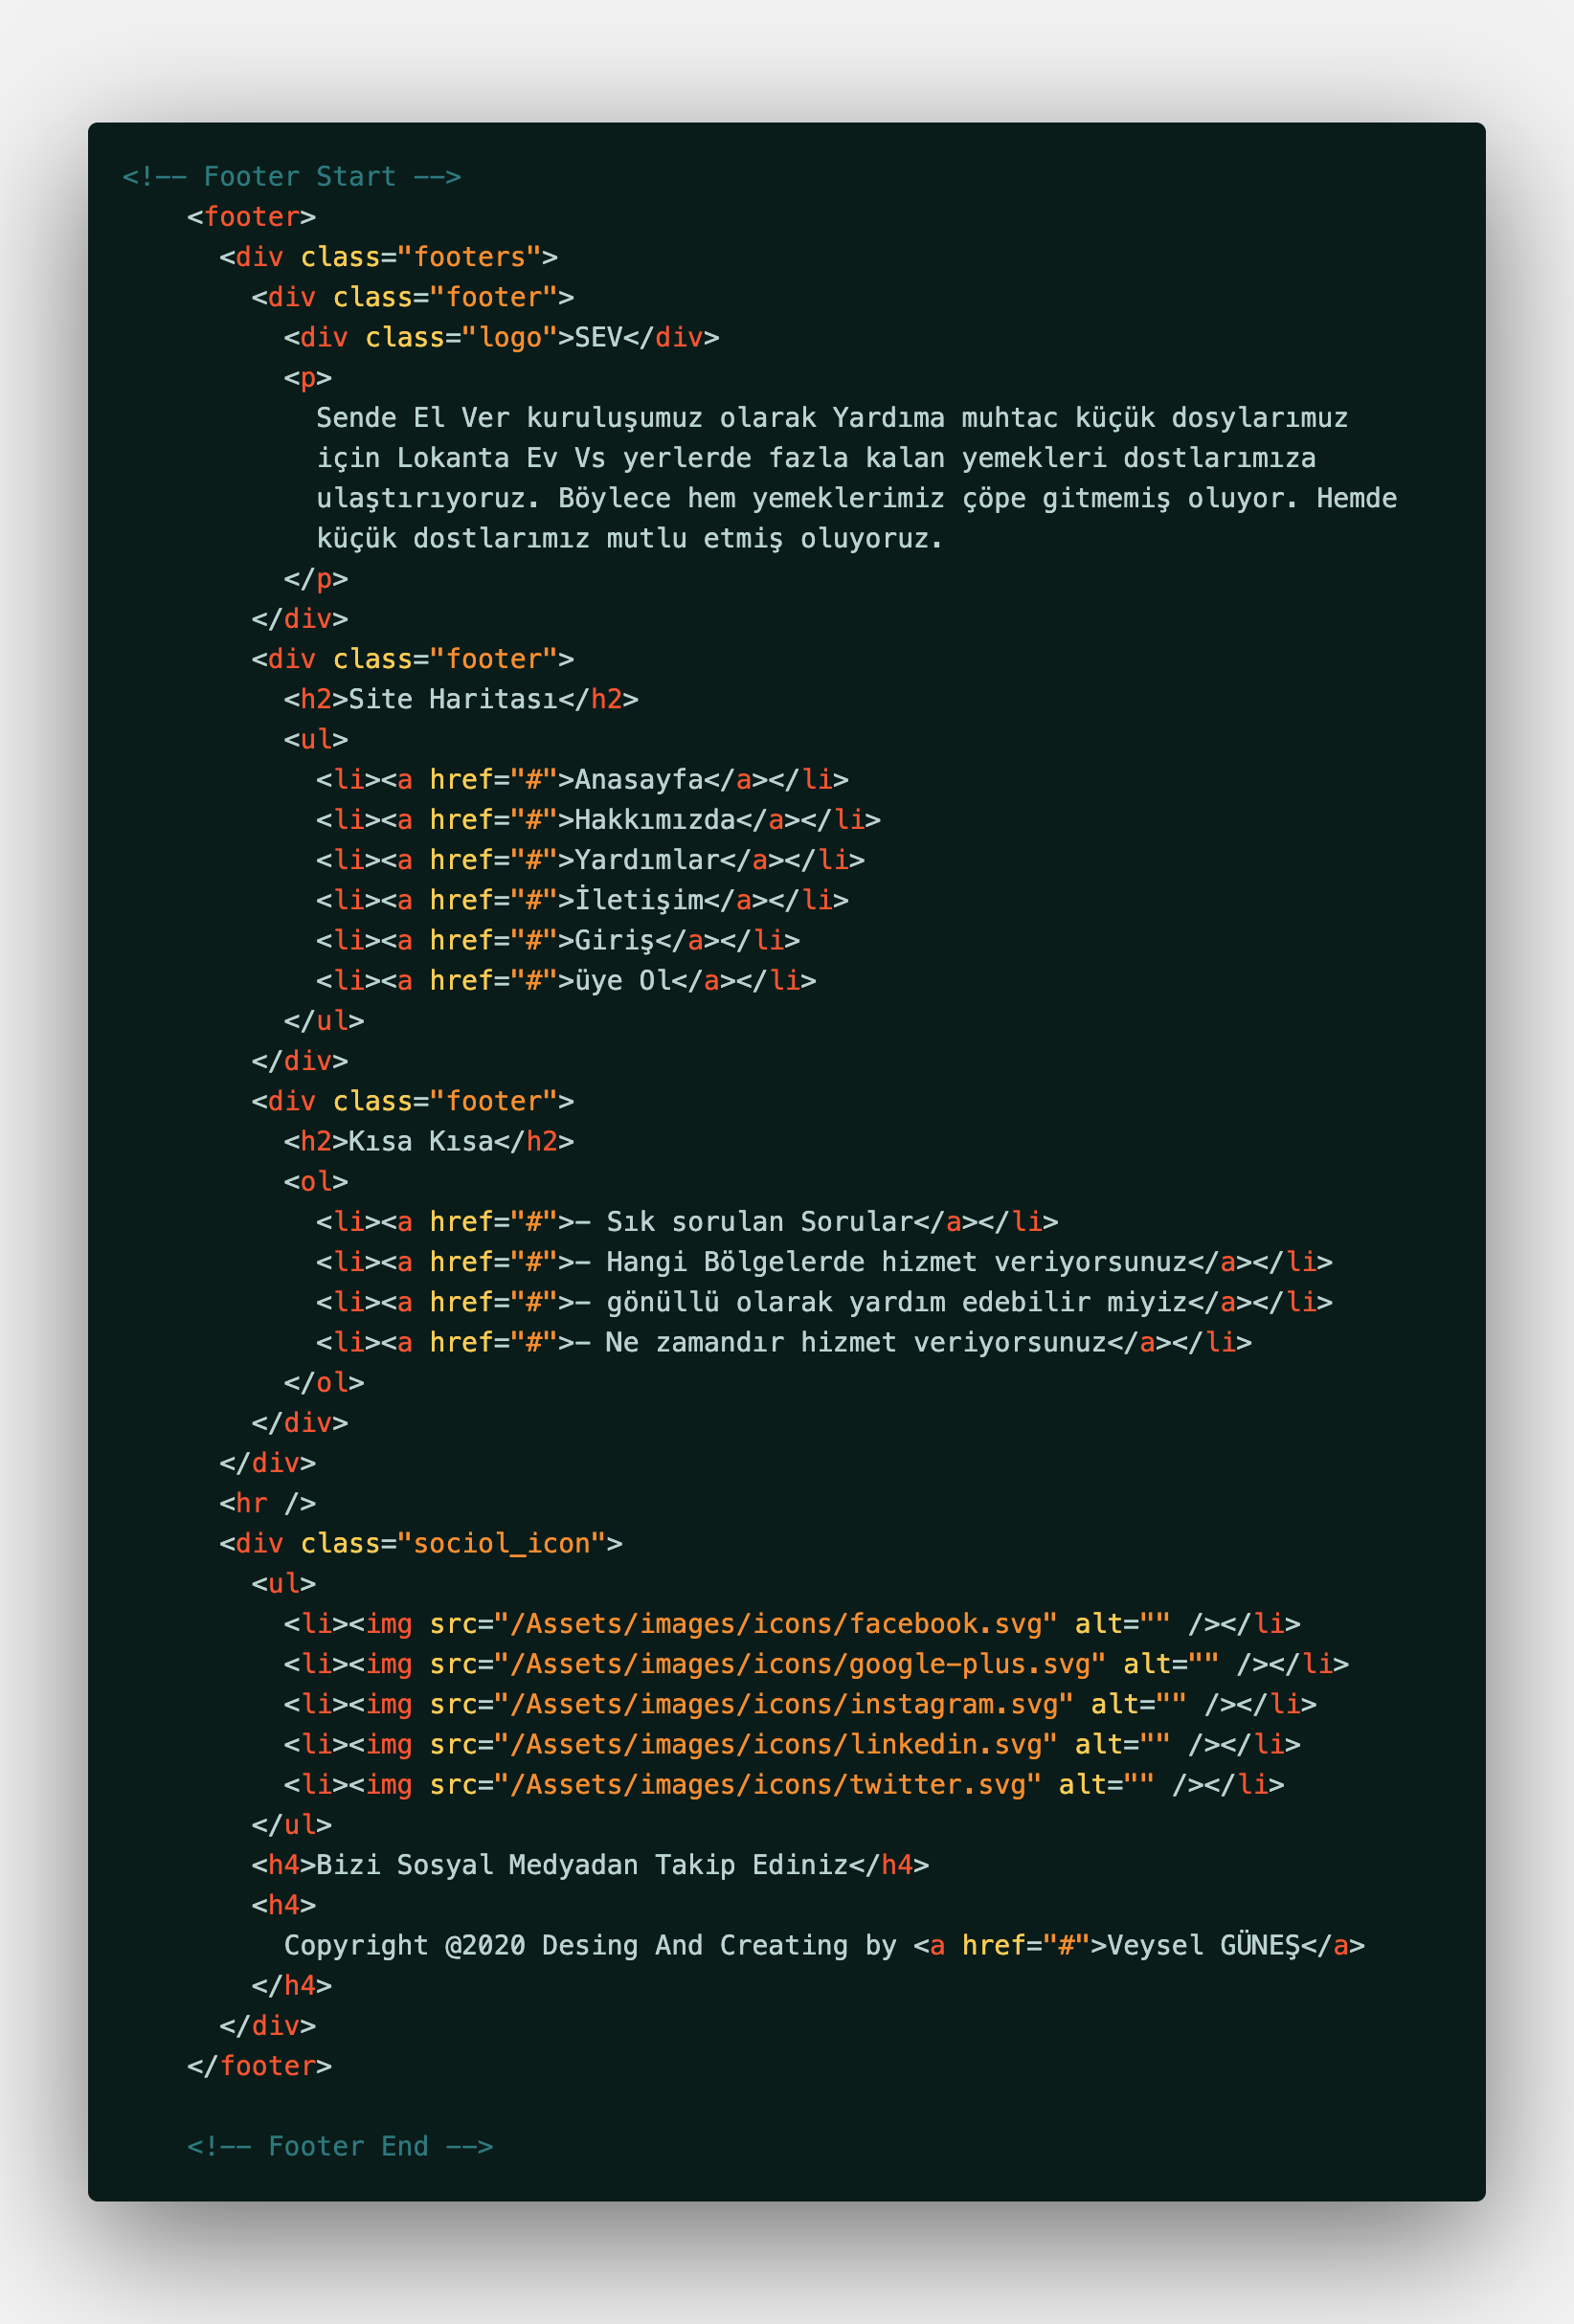 <!-- Footer Start -->
    <footer>
      <div class="footers">
        <div class="footer">
          <div class="logo">SEV</div>
          <p>
            Sende El Ver kuruluşumuz olarak Yardıma muhtac küçük dosylarımuz
            için Lokanta Ev Vs yerlerde fazla kalan yemekleri dostlarımıza
            ulaştırıyoruz. Böylece hem yemeklerimiz çöpe gitmemiş oluyor. Hemde
            küçük dostlarımız mutlu etmiş oluyoruz.
          </p>
        </div>
        <div class="footer">
          <h2>Site Haritası</h2>
          <ul>
            <li><a href="#">Anasayfa</a></li>
            <li><a href="#">Hakkımızda</a></li>
            <li><a href="#">Yardımlar</a></li>
            <li><a href="#">İletişim</a></li>
            <li><a href="#">Giriş</a></li>
            <li><a href="#">üye Ol</a></li>
          </ul>
        </div>
        <div class="footer">
          <h2>Kısa Kısa</h2>
          <ol>
            <li><a href="#">- Sık sorulan Sorular</a></li>
            <li><a href="#">- Hangi Bölgelerde hizmet veriyorsunuz</a></li>
            <li><a href="#">- gönüllü olarak yardım edebilir miyiz</a></li>
            <li><a href="#">- Ne zamandır hizmet veriyorsunuz</a></li>
          </ol>
        </div>
      </div>
      <hr />
      <div class="sociol_icon">
        <ul>
          <li><img src="/Assets/images/icons/facebook.svg" alt="" /></li>
          <li><img src="/Assets/images/icons/google-plus.svg" alt="" /></li>
          <li><img src="/Assets/images/icons/instagram.svg" alt="" /></li>
          <li><img src="/Assets/images/icons/linkedin.svg" alt="" /></li>
          <li><img src="/Assets/images/icons/twitter.svg" alt="" /></li>
        </ul>
        <h4>Bizi Sosyal Medyadan Takip Ediniz</h4>
        <h4>
          Copyright @2020 Desing And Creating by <a href="#">Veysel GÜNEŞ</a>
        </h4>
      </div>
    </footer>

    <!-- Footer End -->